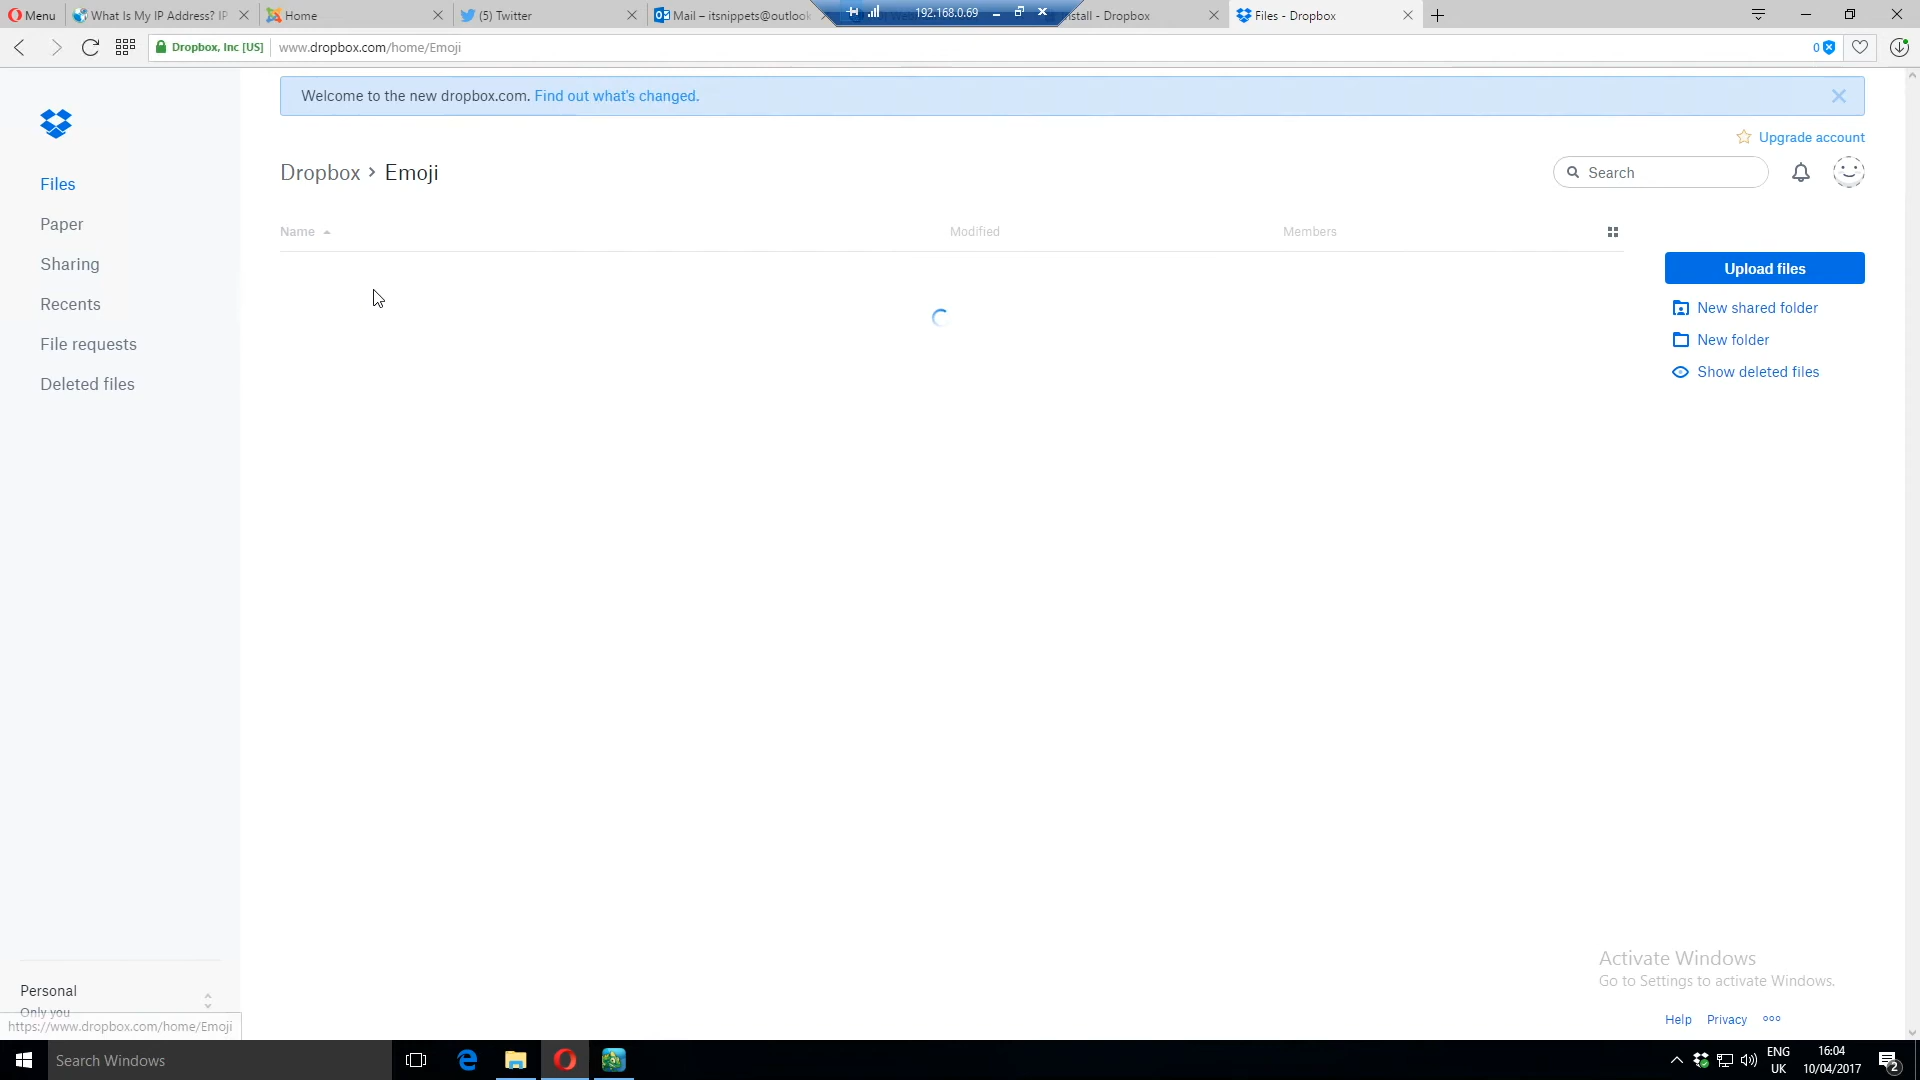 Menu
What Is My IP Address? IP
Home
(5) Twitter
Mail – itsnippets@outlook
192.168.0.69
nstall - Dropbox
Files - Dropbox
Dropbox, Inc [US]
www.dropbox.com/home/Emoji
0
Welcome to the new dropbox.com. Find out what's changed.
Upgrade account
Dropbox › Emoji
Search
Files
Paper
Sharing
Recents
File requests
Deleted files
Name
Modified
Members
Upload files
New shared folder
New folder
Show deleted files
Activate Windows
Go to Settings to activate Windows.
Personal
Only you
https://www.dropbox.com/home/Emoji
Help
Privacy
Search Windows
ENG
UK
16:04
10/04/2017
2